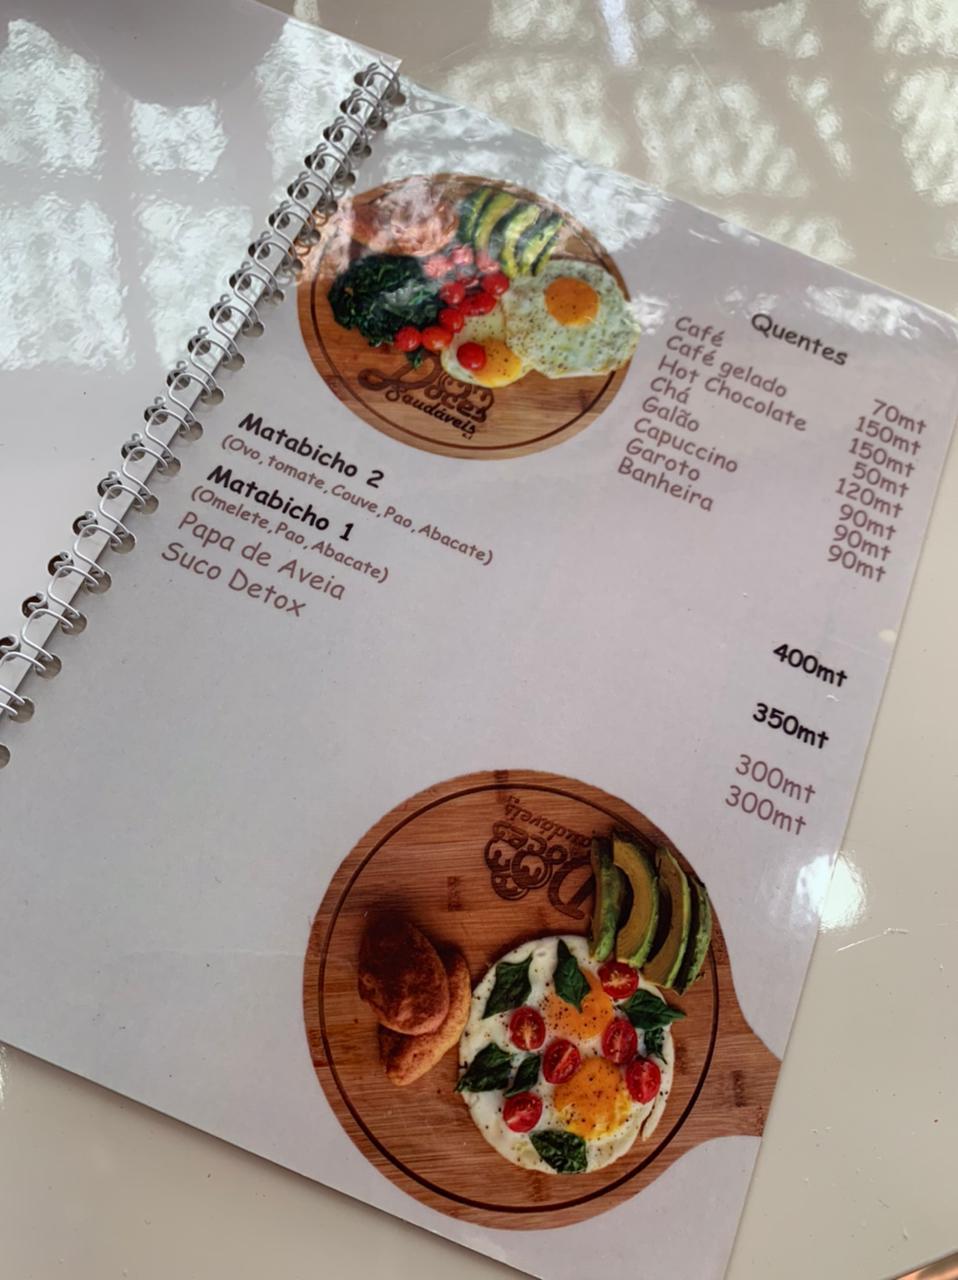 Doces
Saudáveis
Quentes
Café 70mt
Café gelado 150mt
Hot Chocolate 150mt
Chá 50mt
Galão 120mt
Capuccino 90mt
Garoto 90mt
Banheira 90mt
Matabicho 2 400mt
(Ovo,tomate,Couve,Pao,Abacate)
Matabicho 1 350mt
(Omelete,Pao,Abacate)
Papa de Aveia 300mt
Suco Detox 300mt
Doces
Saudáveis